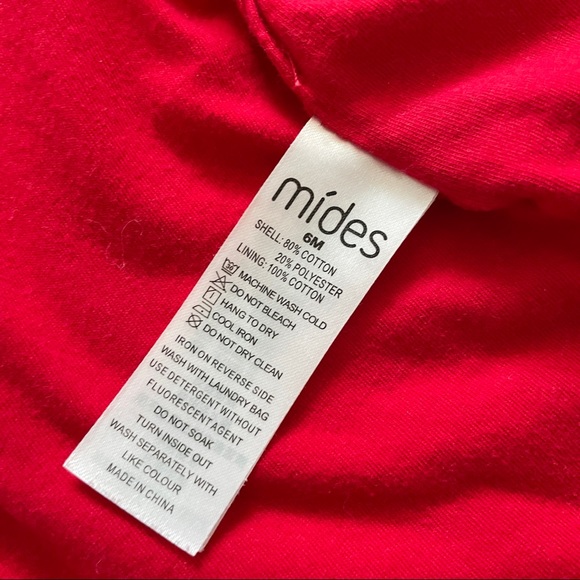 mídes
6M
SHELL: 80% COTTON
20% POLYESTER
LINING: 100% COTTON
MACHINE WASH COLD
DO NOT BLEACH
HANG TO DRY
COOL IRON
DO NOT DRY CLEAN
IRON ON REVERSE SIDE
WASH WITH LAUNDRY BAG
USE DETERGENT WITHOUT
FLUORESCENT AGENT
DO NOT SOAK
TURN INSIDE OUT
WASH SEPARATELY WITH
LIKE COLOUR
MADE IN CHINA